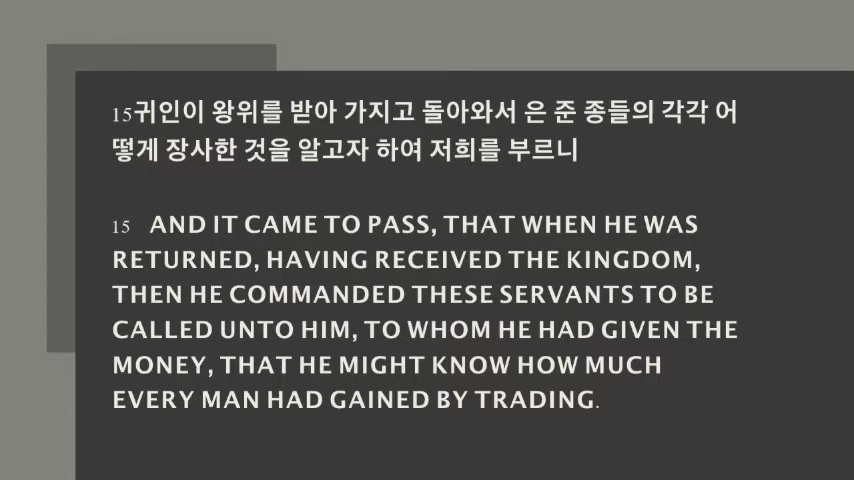 15귀인이 왕위를 받아 가지고 돌아와서 은 준 종들의 각각 어
떻게 장사한 것을 알고자 하여 저희를 부르니
15 AND IT CAME TO PASS, THAT WHEN HE WAS
RETURNED, HAVING RECEIVED THE KINGDOM,
THEN HE COMMANDED THESE SERVANTS TO BE
CALLED UNTO HIM, TO WHOM HE HAD GIVEN THE
MONEY, THAT HE MIGHT KNOW HOW MUCH
EVERY MAN HAD GAINED BY TRADING.